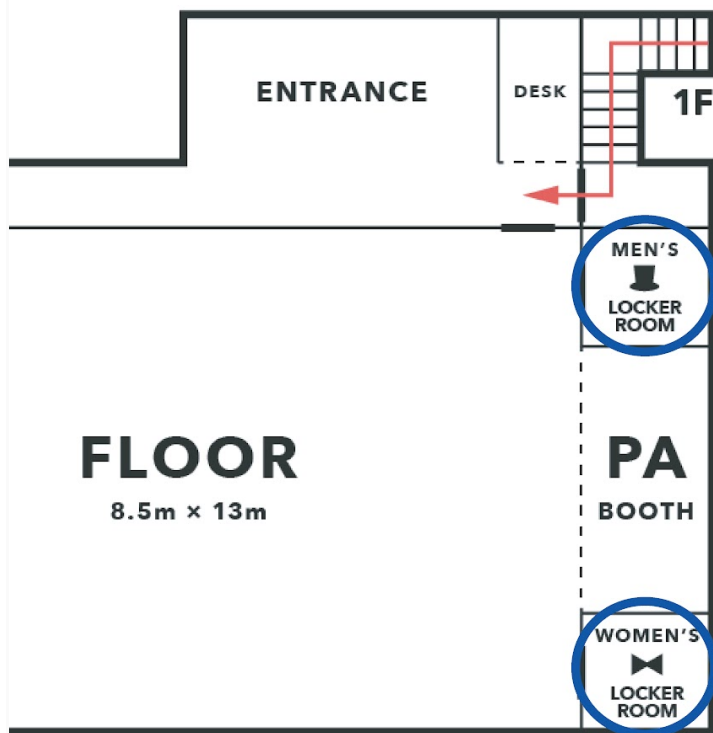 ENTRANCE
DESK
1F
MEN'S
LOCKER
ROOM
FLOOR
8.5m × 13m
PA
BOOTH
WOMEN'S
LOCKER
ROOM